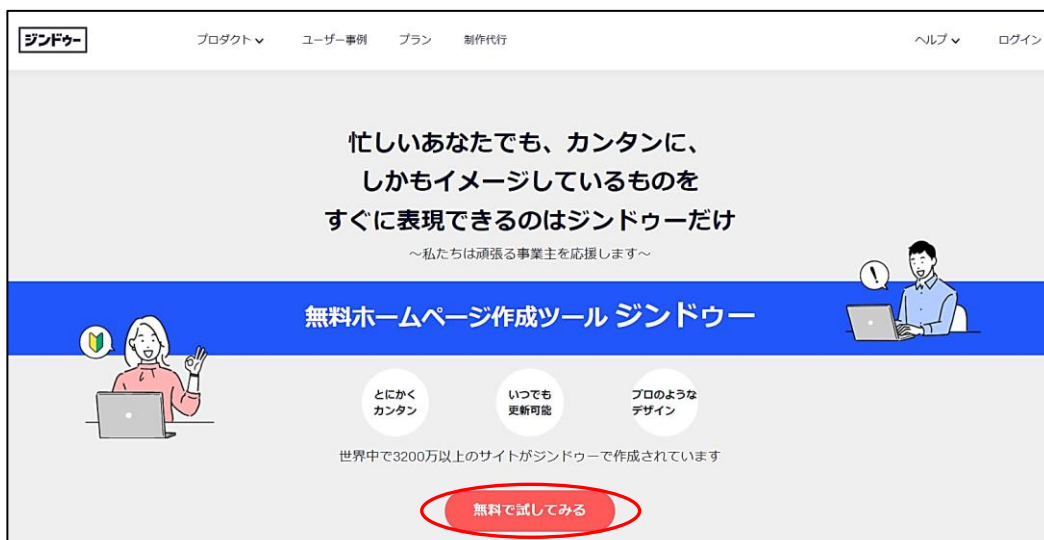 ジンドゥー
プロダクト ユーザー事例 プラン 制作代行 ヘルプ ログイン
忙しいあなたでも、カンタンに、
しかもイメージしているものを
すぐに表現できるのはジンドゥーだけ
～私たちは頑張る事業主を応援します～
無料ホームページ作成ツール ジンドゥー
とにかく
カンタン
いつでも
更新可能
プロのような
デザイン
世界中で3200万以上のサイトがジンドゥーで作成されています
無料で試してみる